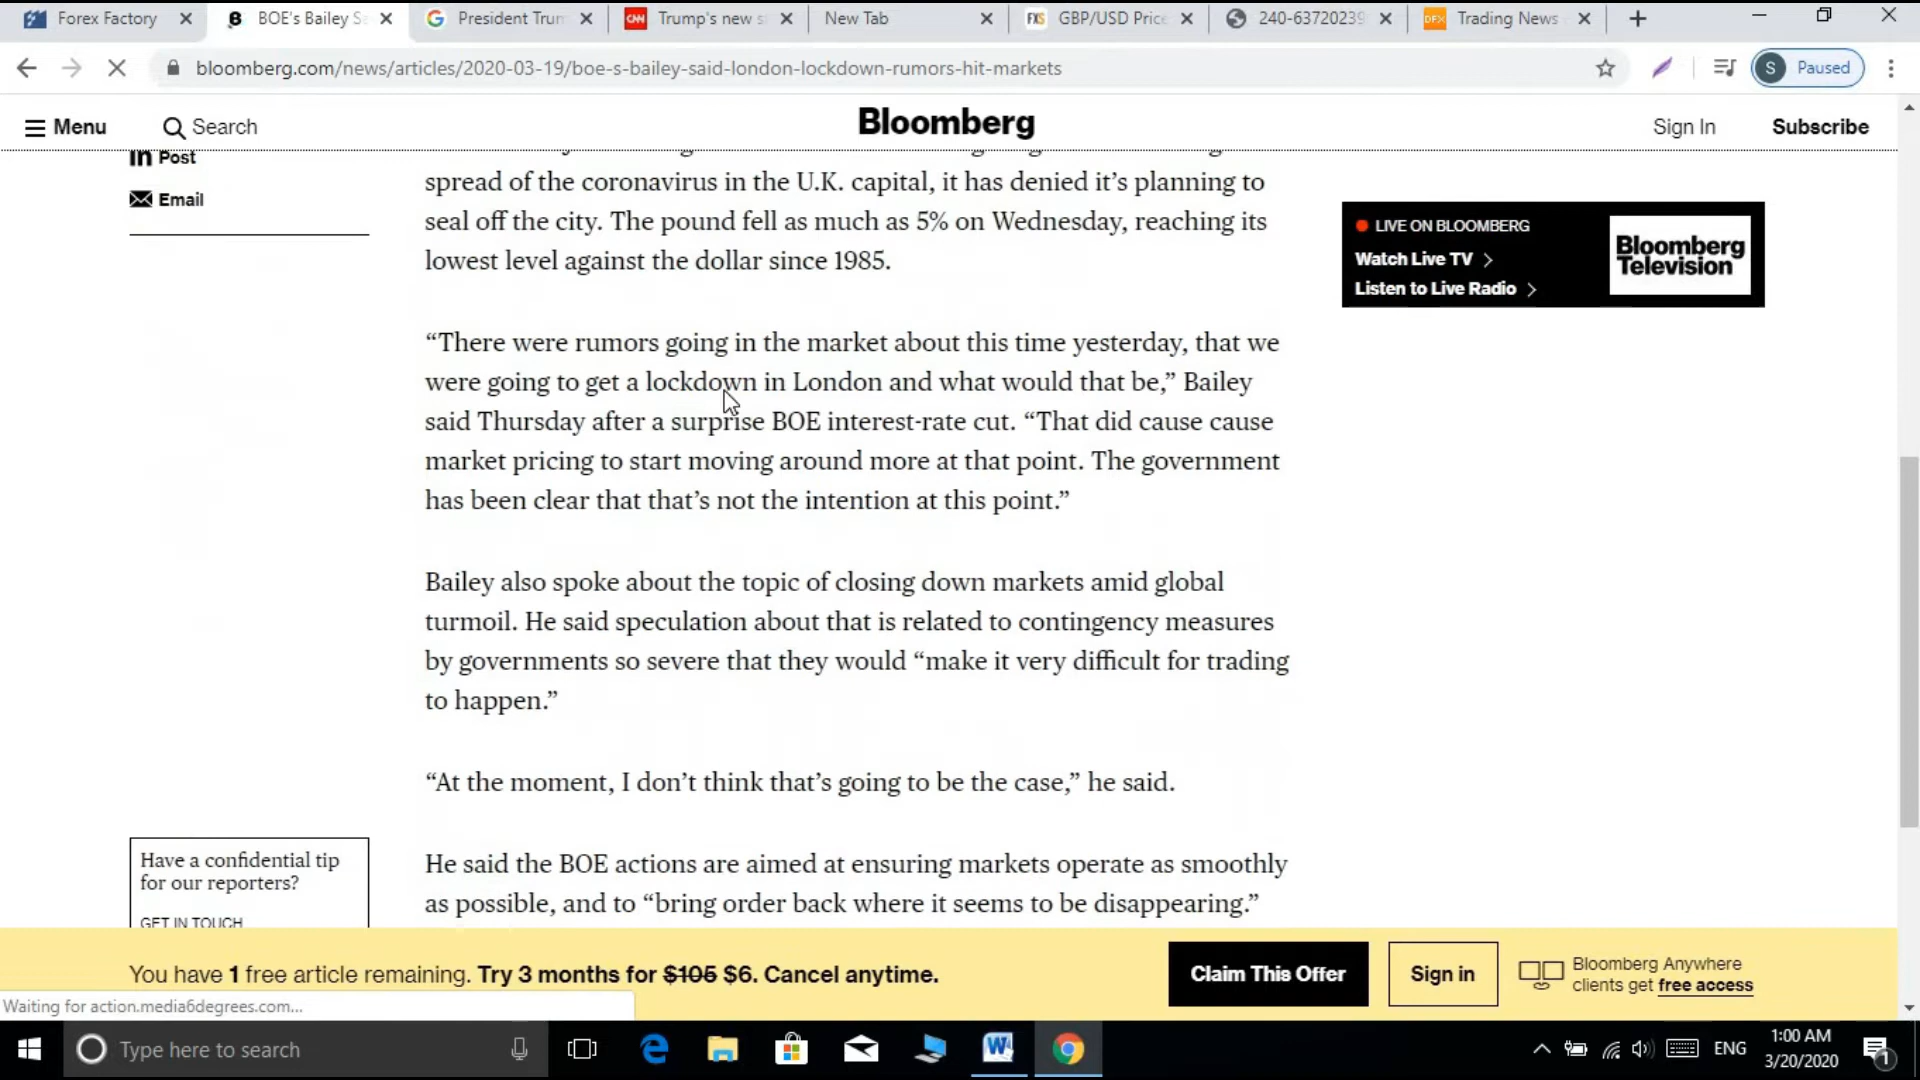 Forex Factory
BOE's Bailey Sa
President Trum
CNN
Trump's new s
New Tab
FXS
GBP/USD Price
240-63720239
DFX
Trading News
bloomberg.com/news/articles/2020-03-19/boe-s-bailey-said-london-lockdown-rumors-hit-markets
S
Paused
Menu
Search
Bloomberg
Sign In
Subscribe
in Post
Email
spread of the coronavirus in the U.K. capital, it has denied it's planning to
seal off the city. The pound fell as much as 5% on Wednesday, reaching its
lowest level against the dollar since 1985.
“There were rumors going in the market about this time yesterday, that we
were going to get a lockdown in London and what would that be,” Bailey
said Thursday after a surprise BOE interest-rate cut. “That did cause cause
market pricing to start moving around more at that point. The government
has been clear that that’s not the intention at this point.”
Bailey also spoke about the topic of closing down markets amid global
turmoil. He said speculation about that is related to contingency measures
by governments so severe that they would “make it very difficult for trading
to happen.”
“At the moment, I don’t think that’s going to be the case,” he said.
He said the BOE actions are aimed at ensuring markets operate as smoothly
as possible, and to “bring order back where it seems to be disappearing.”
LIVE ON BLOOMBERG
Watch Live TV
Listen to Live Radio
Bloomberg
Television
Have a confidential tip
for our reporters?
GET IN TOUCH
You have 1 free article remaining. Try 3 months for $105 $6. Cancel anytime.
Claim This Offer
Sign in
Bloomberg Anywhere
clients get free access
Waiting for action.media6degrees.com...
Type here to search
ENG
1:00 AM
3/20/2020
1